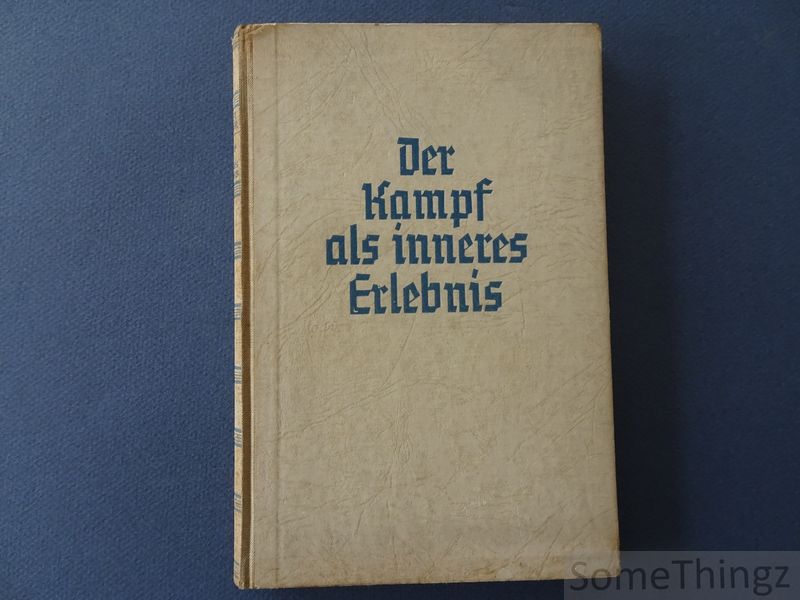 Der
Kampf
als inneres
Erlebnis
SomeThingz